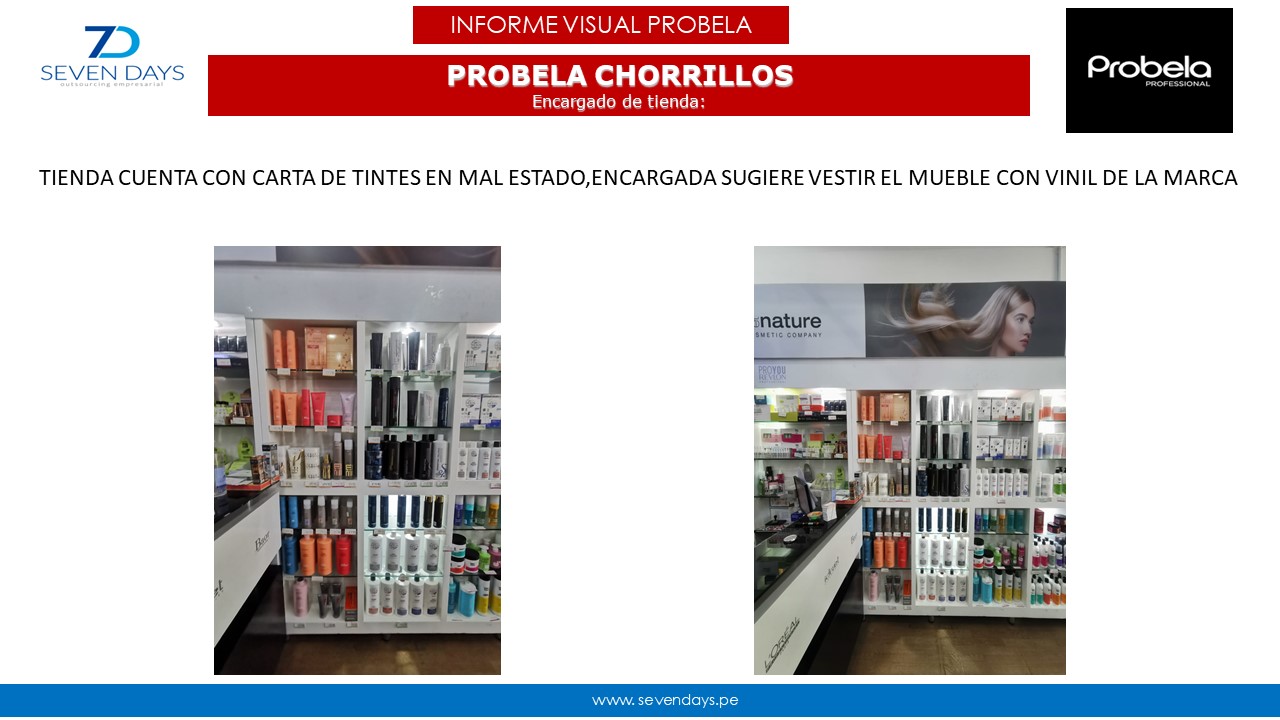 INFORME VISUAL PROBELA
7D
SEVEN DAYS
outsourcing empresarial
PROBELA CHORRILLOS
Encargado de tienda:
Probela
PROFESSIONAL
TIENDA CUENTA CON CARTA DE TINTES EN MAL ESTADO,ENCARGADA SUGIERE VESTIR EL MUEBLE CON VINIL DE LA MARCA
nature
SMETIC COMPANY
PROYOU
REVLON
L'OREAL
www.sevendays.pe